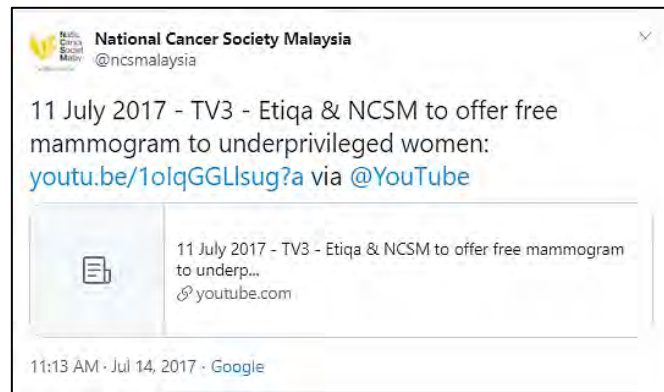 National Cancer Society Malaysia
@ncsmalaysia
11 July 2017 - TV3 - Etiqa & NCSM to offer free
mammogram to underprivileged women:
youtu.be/1oIqGGLlsug?a via @YouTube
11 July 2017 - TV3 - Etiqa & NCSM to offer free mammogram
to underp...
youtube.com
11:13 AM · Jul 14, 2017 · Google